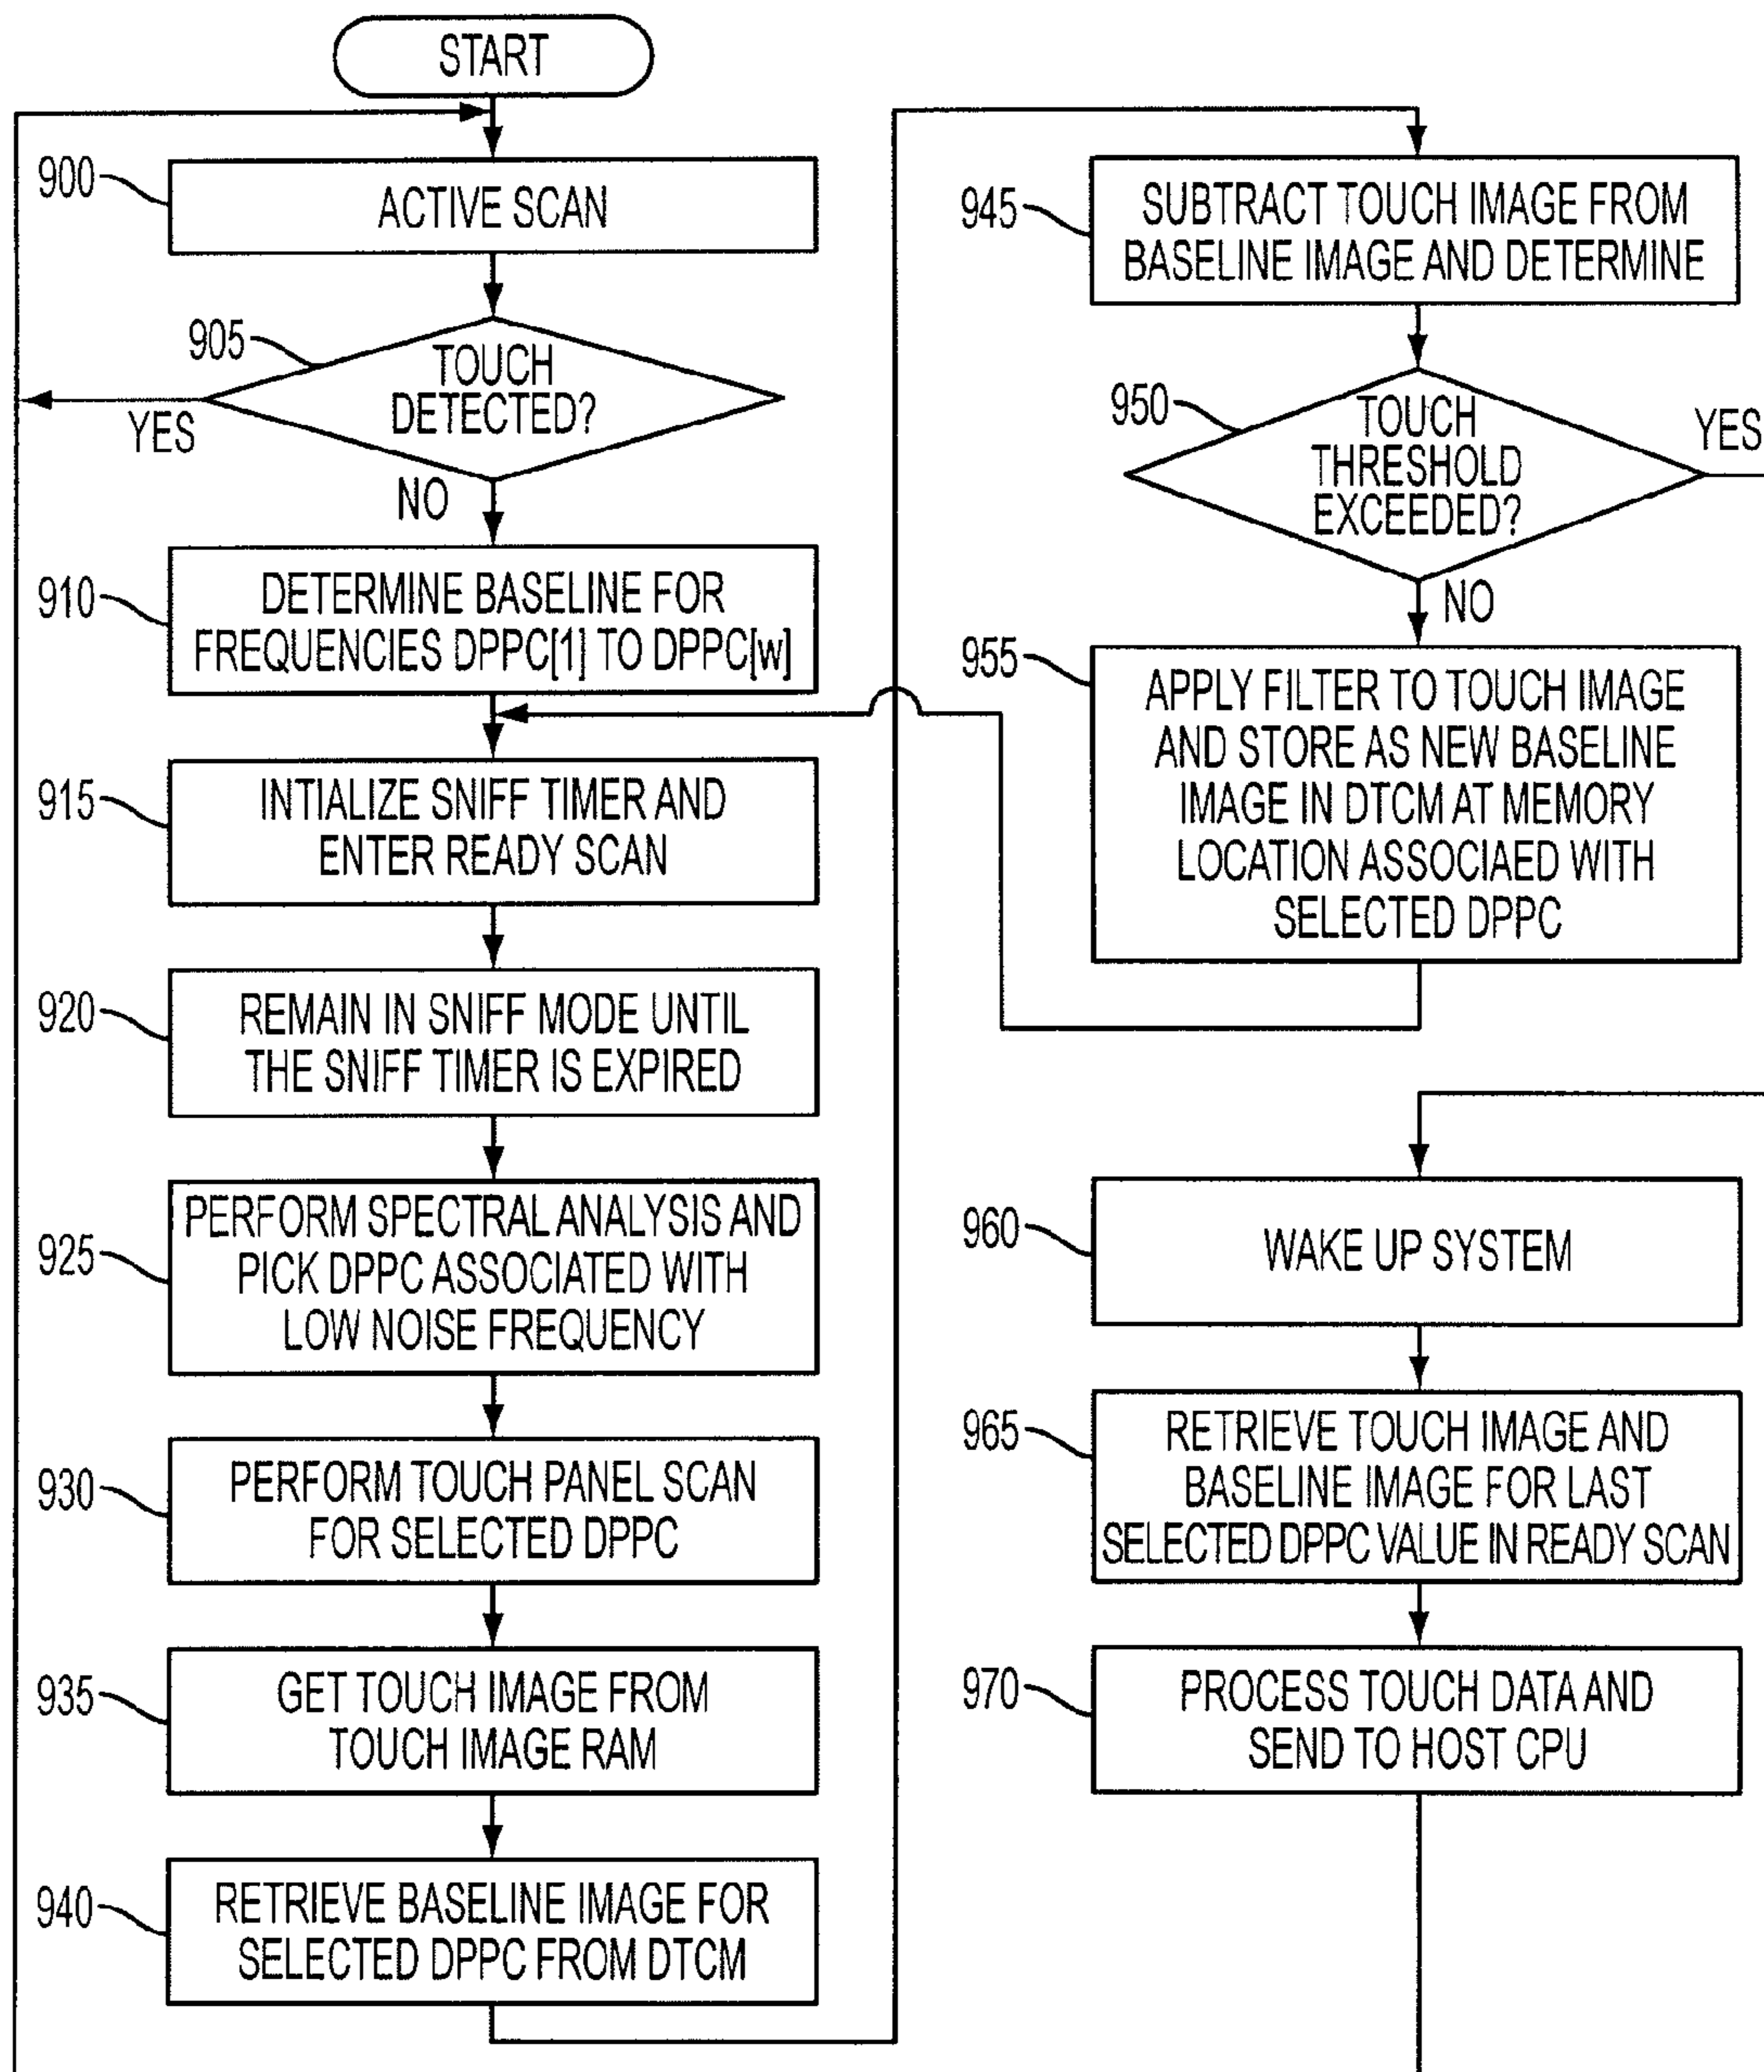 START
900
ACTIVE SCAN
905
TOUCH
DETECTED?
YES
NO
910
DETERMINE BASELINE FOR
FREQUENCIES DPPC[1] TO DPPC[w]
915
INTIALIZE SNIFF TIMER AND
ENTER READY SCAN
920
REMAIN IN SNIFF MODE UNTIL
THE SNIFF TIMER IS EXPIRED
925
PERFORM SPECTRAL ANALYSIS AND
PICK DPPC ASSOCIATED WITH
LOW NOISE FREQUENCY
930
PERFORM TOUCH PANEL SCAN
FOR SELECTED DPPC
935
GET TOUCH IMAGE FROM
TOUCH IMAGE RAM
940
RETRIEVE BASELINE IMAGE FOR
SELECTED DPPC FROM DTCM
945
SUBTRACT TOUCH IMAGE FROM
BASELINE IMAGE AND DETERMINE
950
TOUCH
THRESHOLD
EXCEEDED?
YES
NO
955
APPLY FILTER TO TOUCH IMAGE
AND STORE AS NEW BASELINE
IMAGE IN DTCM AT MEMORY
LOCATION ASSOCIAED WITH
SELECTED DPPC
960
WAKE UP SYSTEM
965
RETRIEVE TOUCH IMAGE AND
BASELINE IMAGE FOR LAST
SELECTED DPPC VALUE IN READY SCAN
970
PROCESS TOUCH DATA AND
SEND TO HOST CPU